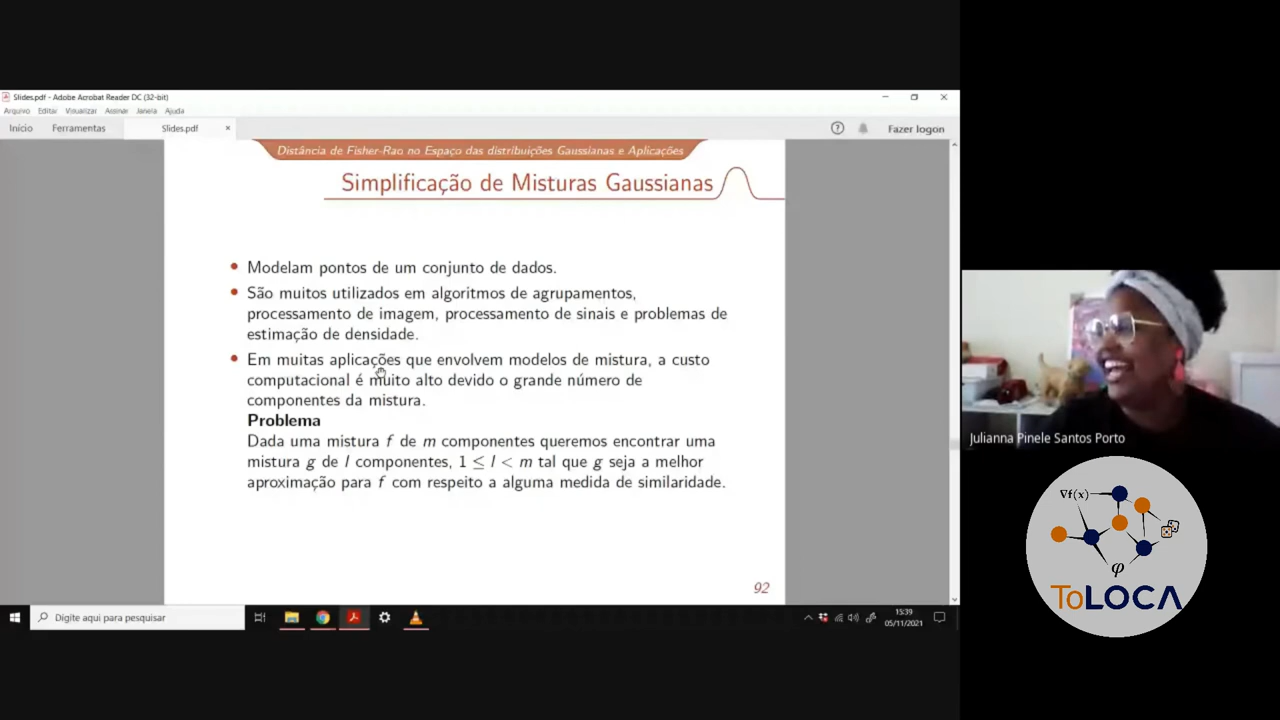 Slides.pdf - Adobe Acrobat Reader DC (32-bit)
Arquivo Editar Visualizar Assinar Janela Ajuda
Início Ferramentas Slides.pdf × ? Fazer logon
Distância de Fisher-Rao no Espaço das distribuições Gaussianas e Aplicações
Simplificação de Misturas Gaussianas
• Modelam pontos de um conjunto de dados.
• São muitos utilizados em algoritmos de agrupamentos,
processamento de imagem, processamento de sinais e problemas de
estimação de densidade.
• Em muitas aplicações que envolvem modelos de mistura, a custo
computacional é muito alto devido o grande número de
componentes da mistura.
Problema
Dada uma mistura f de m componentes queremos encontrar uma
mistura g de l componentes, 1 ≤ l < m tal que g seja a melhor
aproximação para f com respeito a alguma medida de similaridade.
92
Julianna Pinele Santos Porto
∇f(x)
φ
ToLOCA
Digite aqui para pesquisar
15:39
05/11/2021